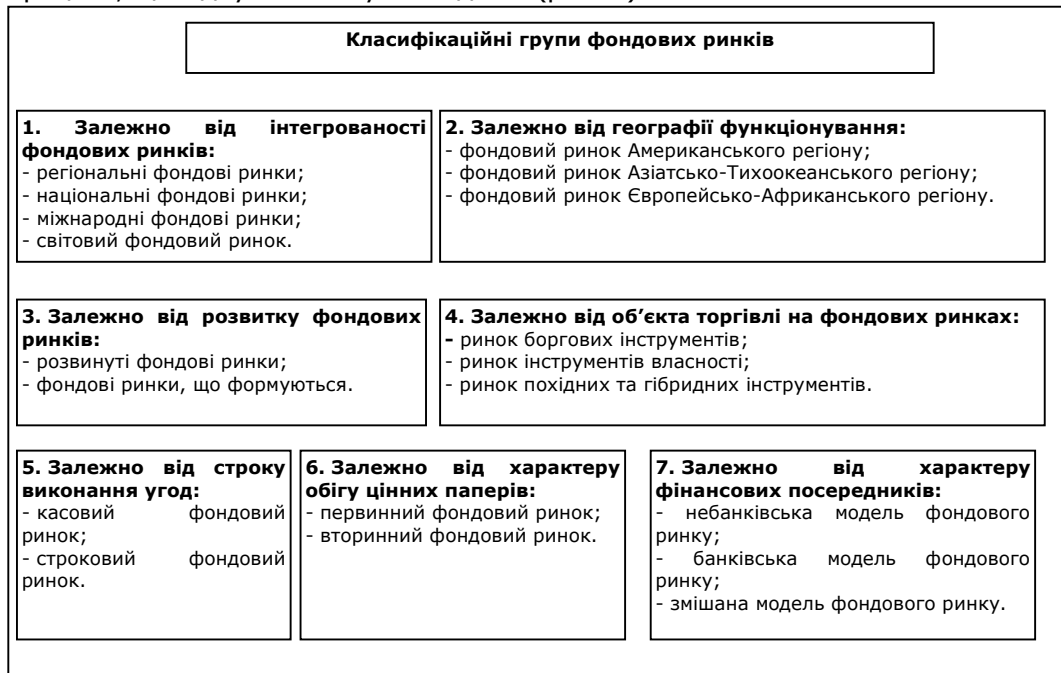 Класифікаційні групи фондових ринків
1. Залежно від інтегрованості
фондових ринків:
- регіональні фондові ринки;
- національні фондові ринки;
- міжнародні фондові ринки;
- світовий фондовий ринок.
2. Залежно від географії функціонування:
- фондовий ринок Американського регіону;
- фондовий ринок Азіатсько-Тихоокеанського регіону;
- фондовий ринок Європейсько-Африканського регіону.
3. Залежно від розвитку фондових
ринків:
- розвинуті фондові ринки;
- фондові ринки, що формуються.
4. Залежно від об’єкта торгівлі на фондових ринках:
- ринок боргових інструментів;
- ринок інструментів власності;
- ринок похідних та гібридних інструментів.
5. Залежно від строку
виконання угод:
- касовий фондовий
ринок;
- строковий фондовий
ринок.
6. Залежно від характеру
обігу цінних паперів:
- первинний фондовий ринок;
- вторинний фондовий ринок.
7. Залежно від характеру
фінансових посередників:
- небанківська модель фондового
ринку;
- банківська модель фондового
ринку;
- змішана модель фондового ринку.